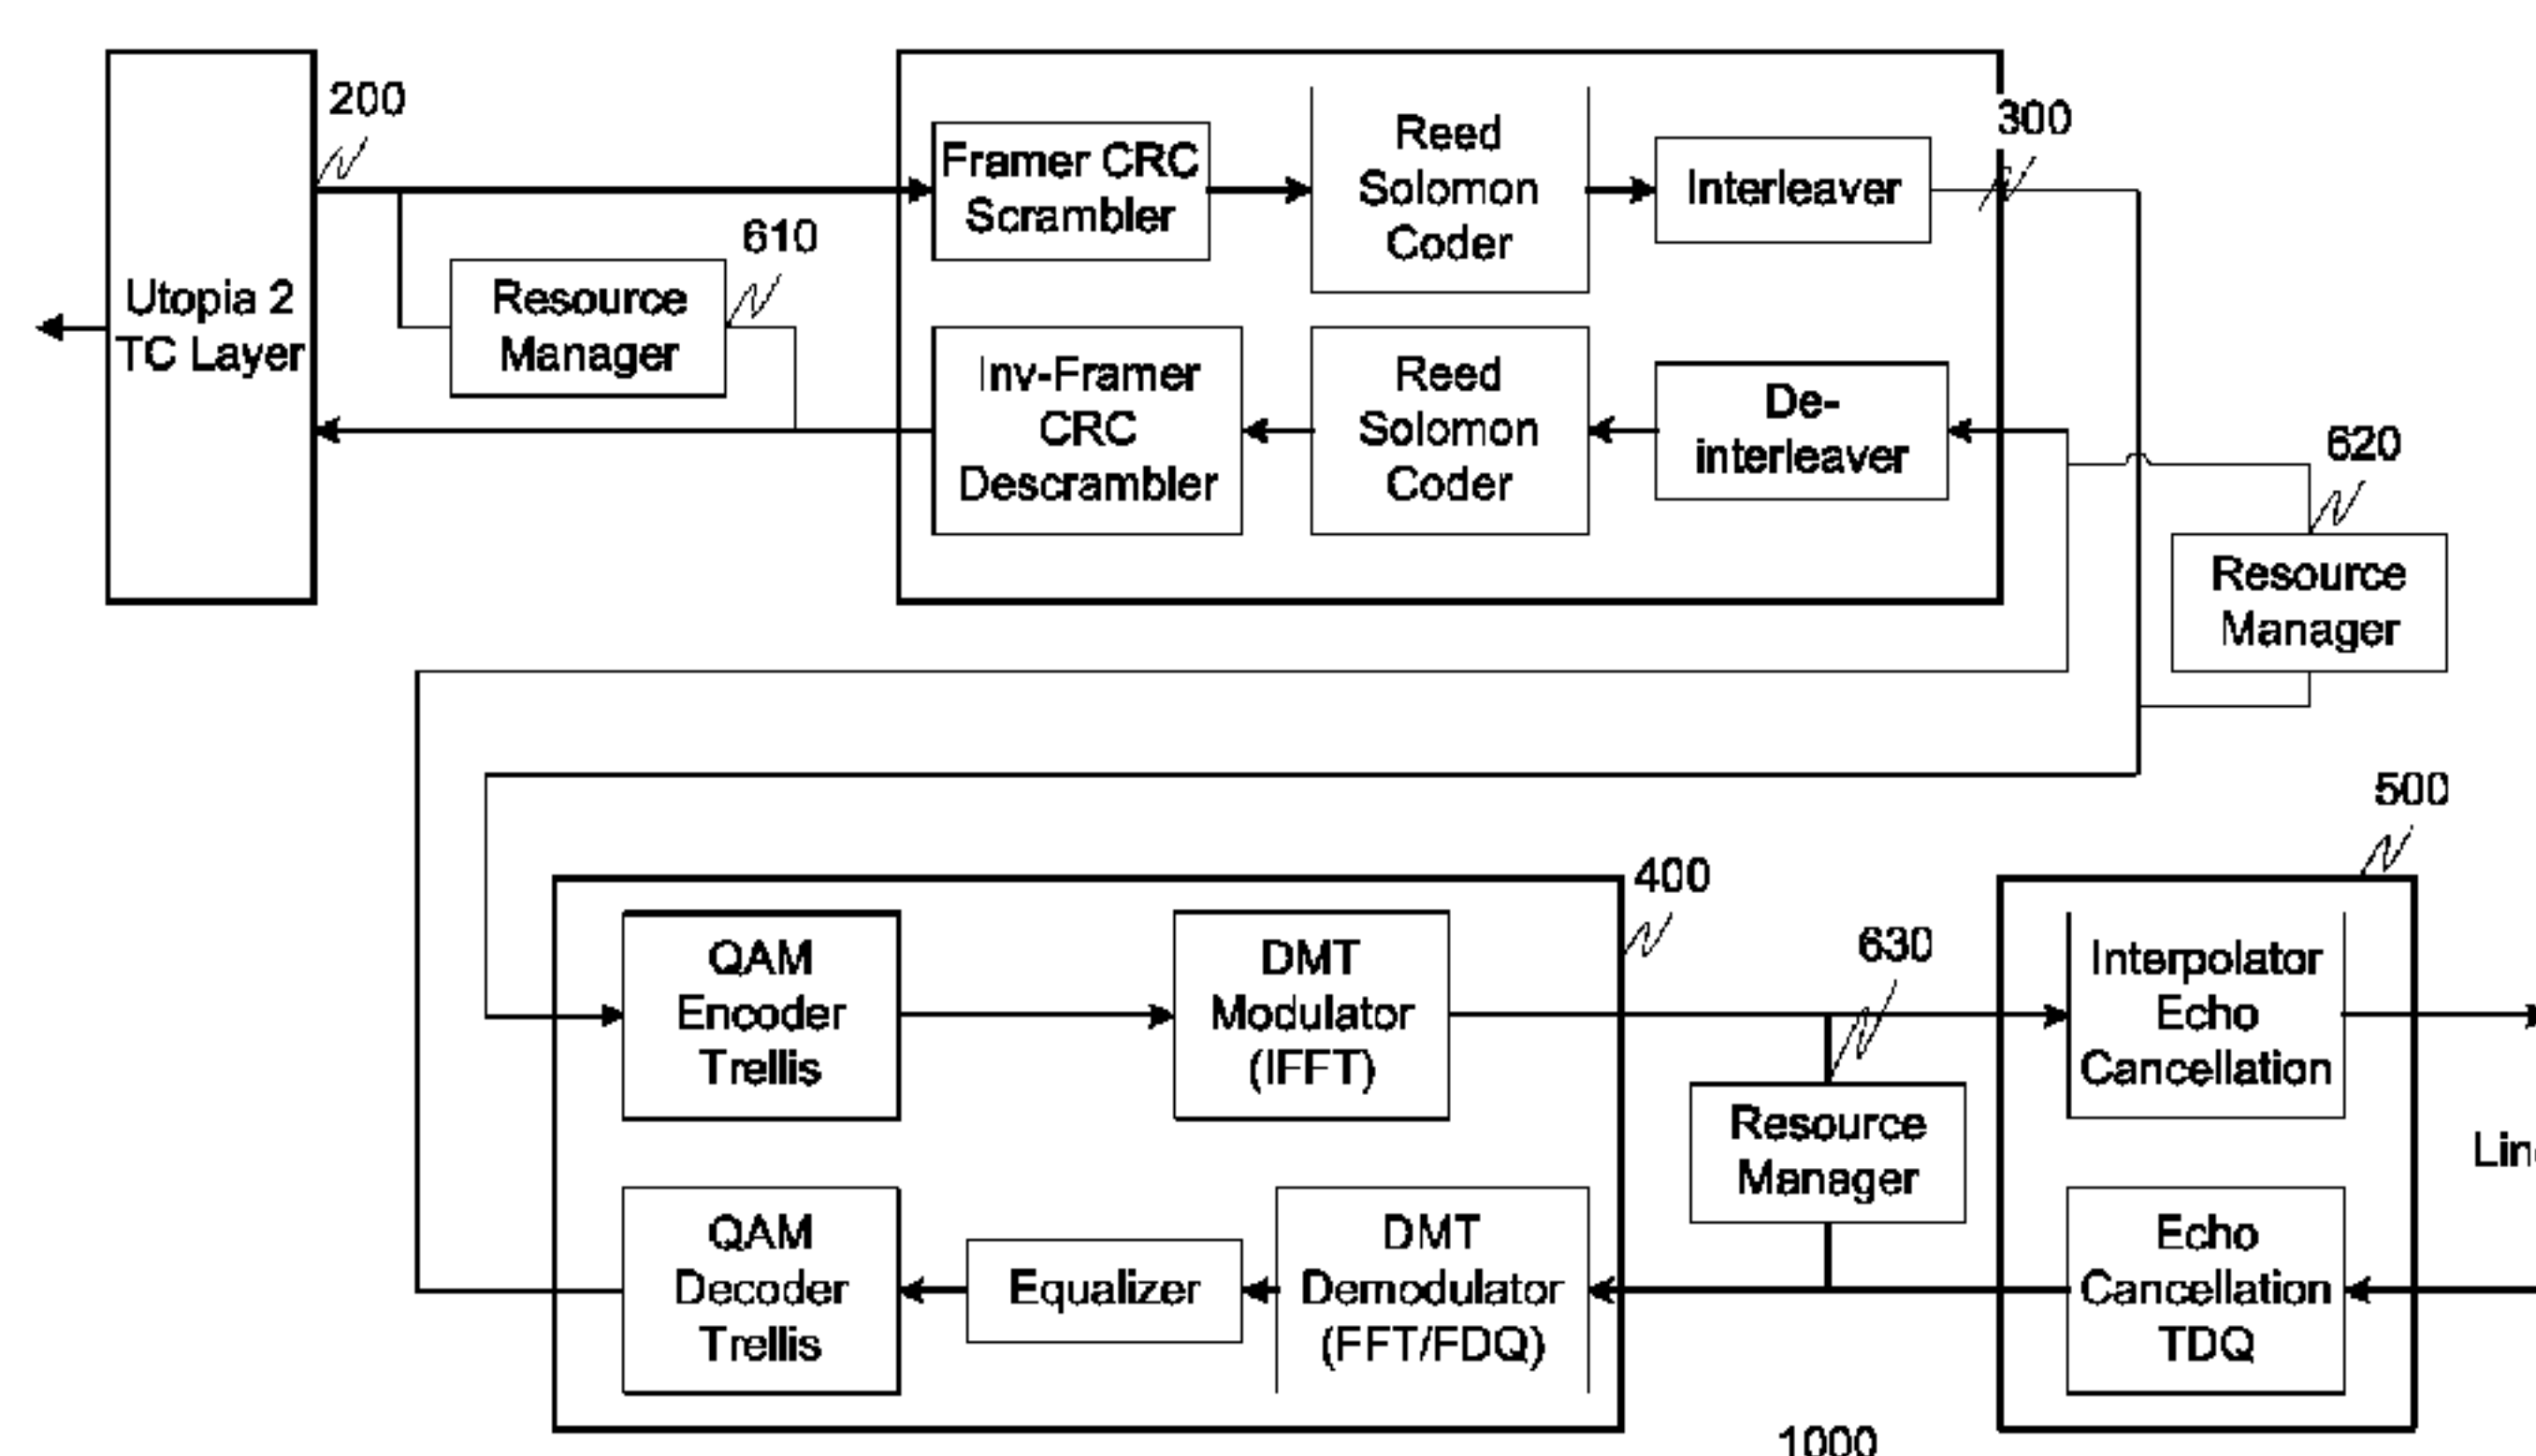 200
Utopia 2
TC Layer
610
Resource
Manager
Framer CRC
Scrambler
Reed
Solomon
Coder
Interleaver
300
Inv-Framer
CRC
Descrambler
Reed
Solomon
Coder
De-
interleaver
620
Resource
Manager
400
QAM
Encoder
Trellis
DMT
Modulator
(IFFT)
QAM
Decoder
Trellis
Equalizer
DMT
Demodulator
(FFT/FDQ)
630
Resource
Manager
500
Interpolator
Echo
Cancellation
Echo
Cancellation
TDQ
1000